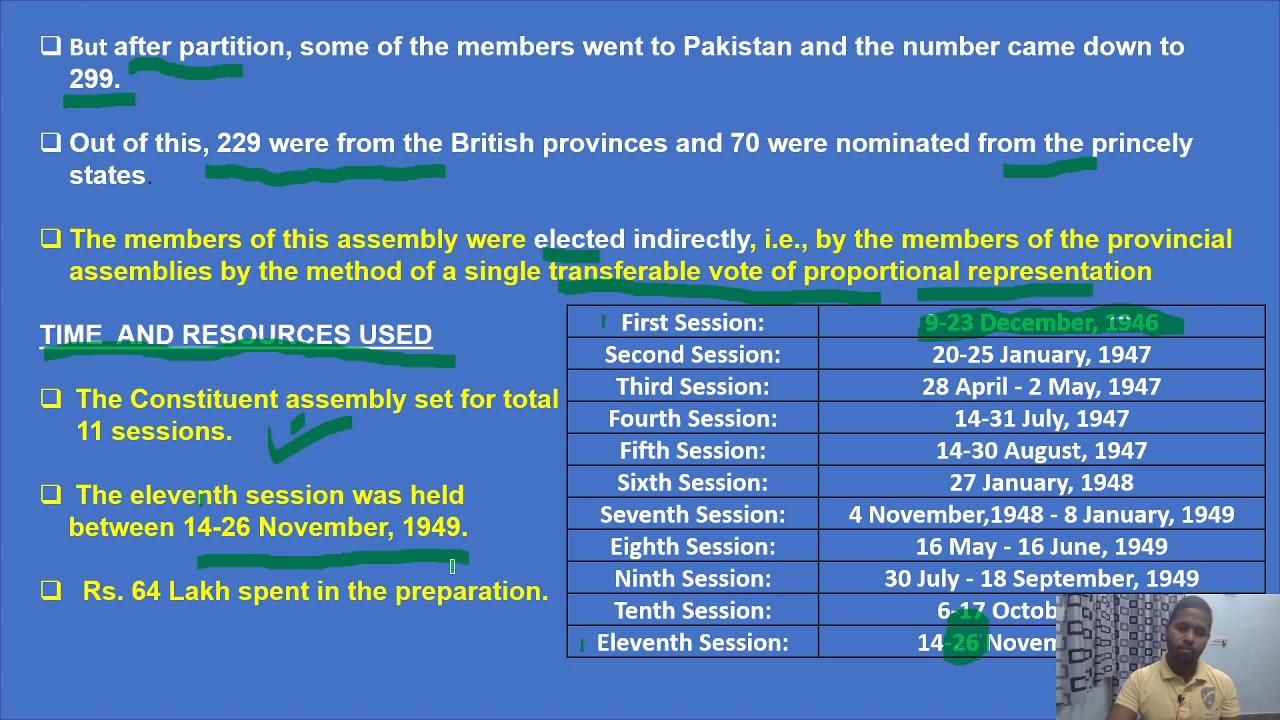 But after partition, some of the members went to Pakistan and the number came down to
299.
Out of this, 229 were from the British provinces and 70 were nominated from the princely
states.
The members of this assembly were elected indirectly, i.e., by the members of the provincial
assemblies by the method of a single transferable vote of proportional representation
TIME AND RESOURCES USED
The Constituent assembly set for total
11 sessions.
The eleventh session was held
between 14-26 November, 1949.
Rs. 64 Lakh spent in the preparation.
First Session: 9-23 December, 1946
Second Session: 20-25 January, 1947
Third Session: 28 April - 2 May, 1947
Fourth Session: 14-31 July, 1947
Fifth Session: 14-30 August, 1947
Sixth Session: 27 January, 1948
Seventh Session: 4 November,1948 - 8 January, 1949
Eighth Session: 16 May - 16 June, 1949
Ninth Session: 30 July - 18 September, 1949
Tenth Session: 6-17 Octob
Eleventh Session: 14-26 Novem